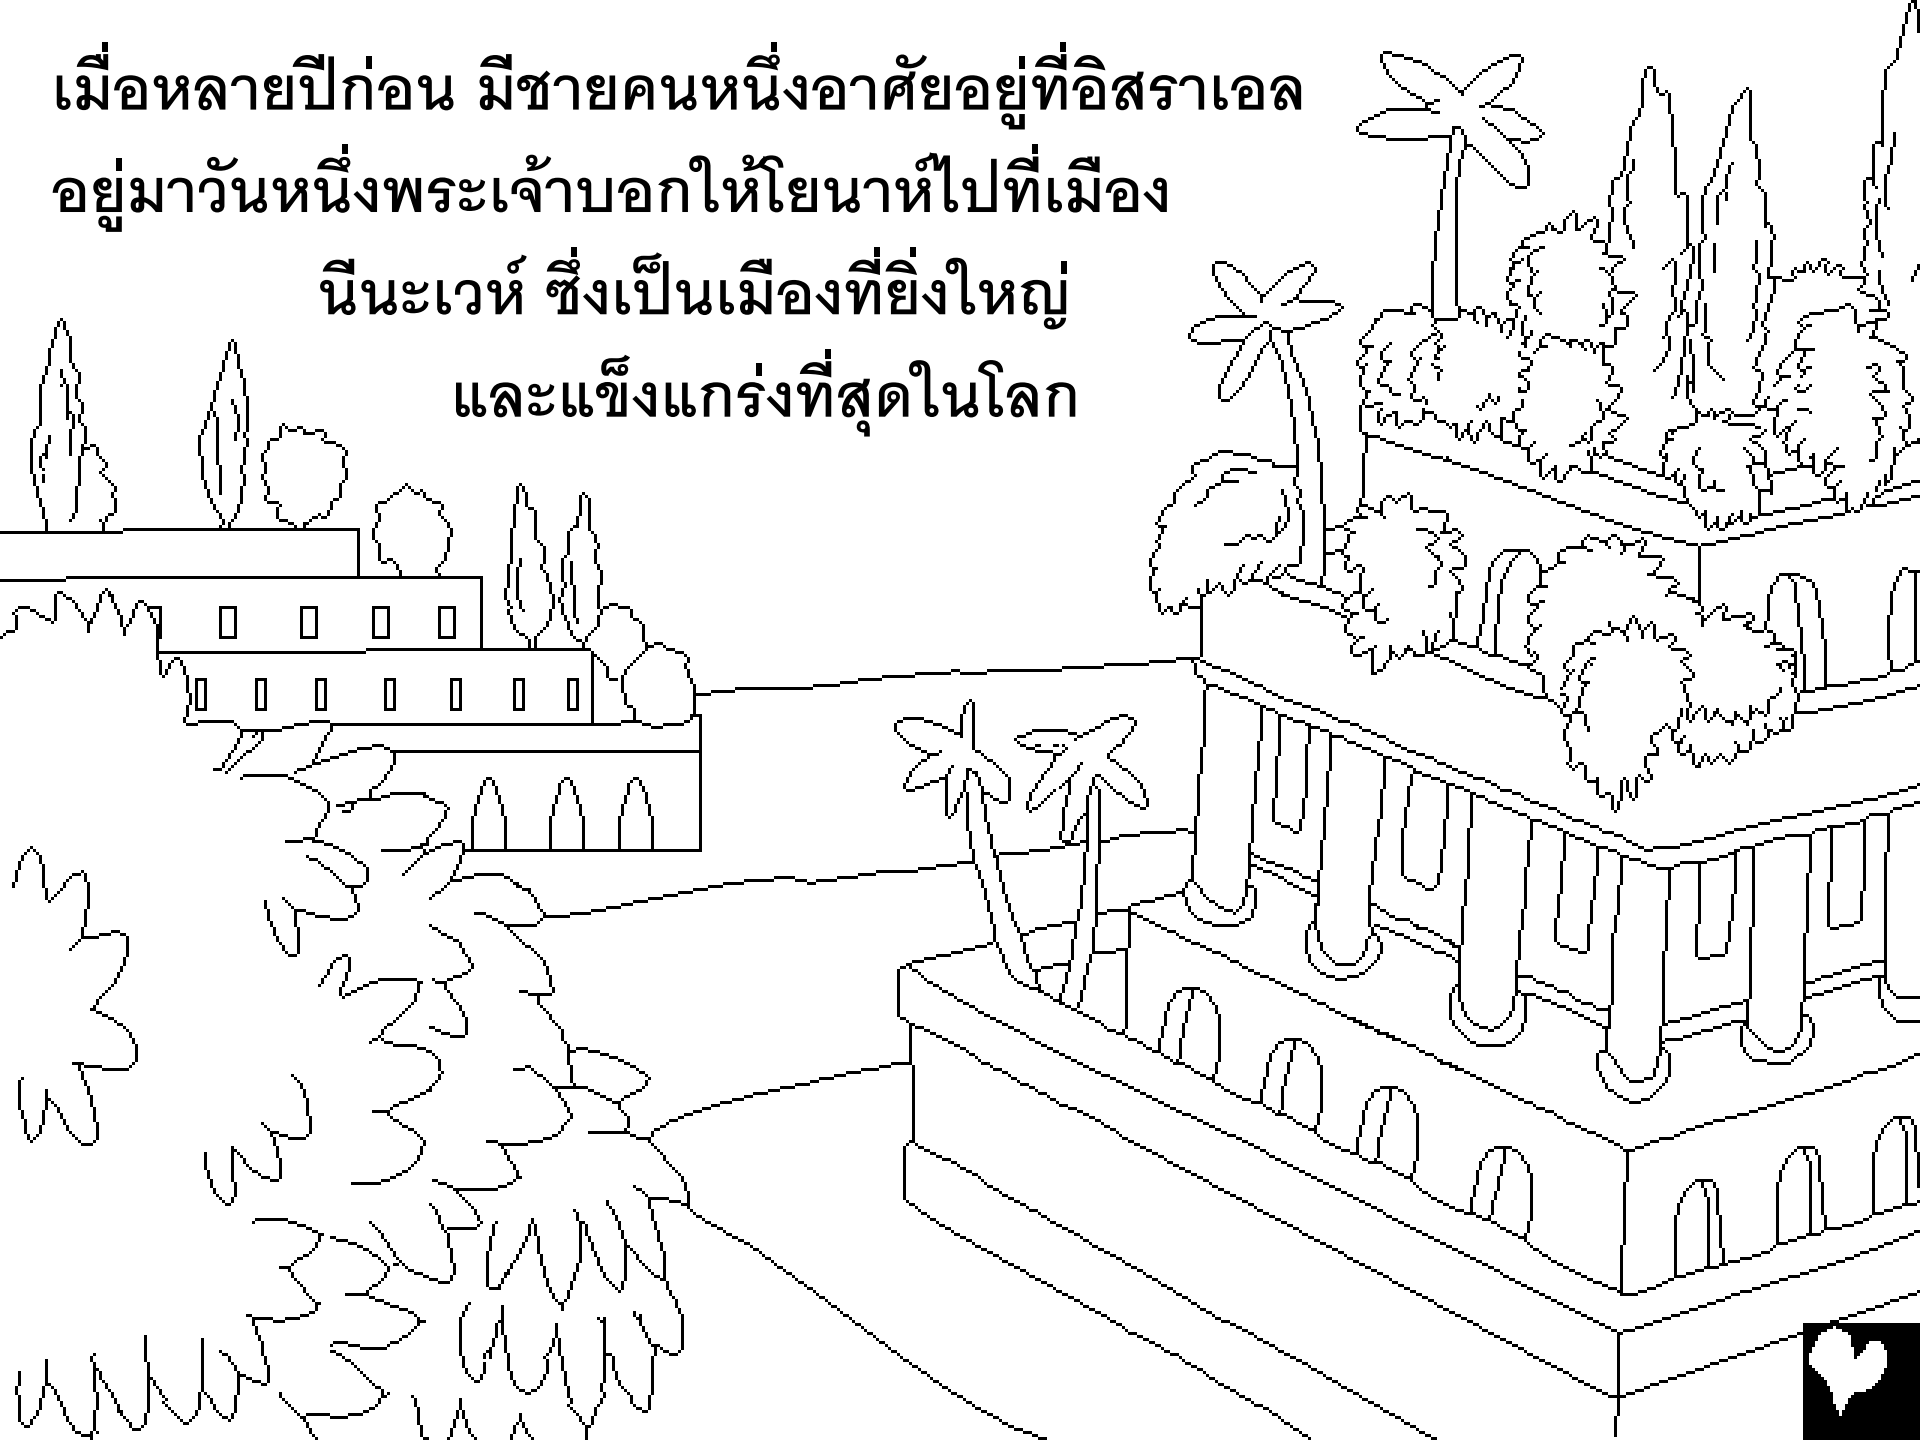 เมื่อหลายปีก่อน มีชายคนหนึ่งอาศัยอยู่ที่อิสราเอล
อยู่มาวันหนึ่งพระเจ้าบอกให้โยนาห์ไปที่เมือง
นีนะเวห์ ซึ่งเป็นเมืองที่ยิ่งใหญ่
และแข็งแกร่งที่สุดในโลก